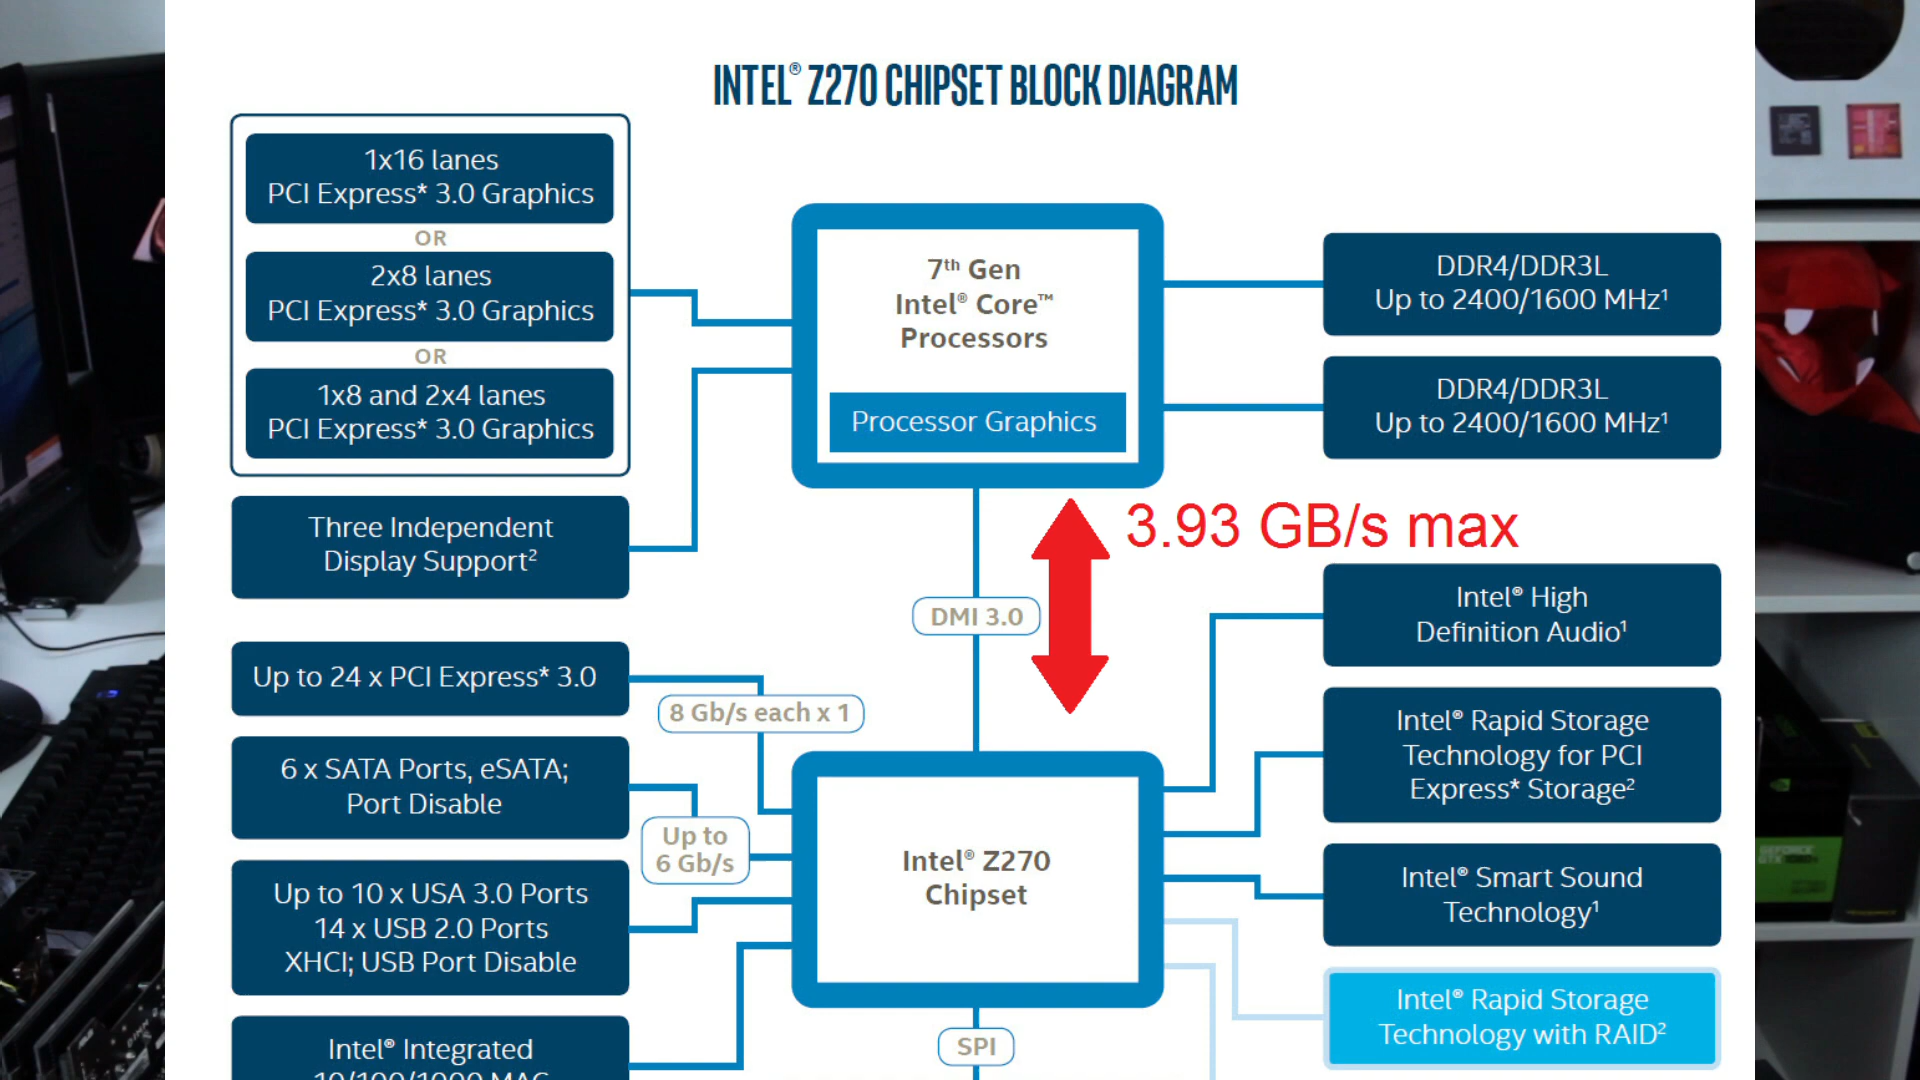 INTEL® Z270 CHIPSET BLOCK DIAGRAM
1x16 lanes
PCI Express* 3.0 Graphics
OR
2x8 lanes
PCI Express* 3.0 Graphics
OR
1x8 and 2x4 lanes
PCI Express* 3.0 Graphics
Three Independent
Display Support²
7th Gen
Intel® Core™
Processors
Processor Graphics
DDR4/DDR3L
Up to 2400/1600 MHz¹
DDR4/DDR3L
Up to 2400/1600 MHz¹
3.93 GB/s max
DMI 3.0
Up to 24 x PCI Express* 3.0
8 Gb/s each x 1
6 x SATA Ports, eSATA;
Port Disable
Up to
6 Gb/s
Up to 10 x USA 3.0 Ports
14 x USB 2.0 Ports
XHCI; USB Port Disable
Intel® Integrated
10/100/1000 MAC
Intel® Z270
Chipset
SPI
Intel® High
Definition Audio¹
Intel® Rapid Storage
Technology for PCI
Express* Storage²
Intel® Smart Sound
Technology¹
Intel® Rapid Storage
Technology with RAID²
GEFORCE